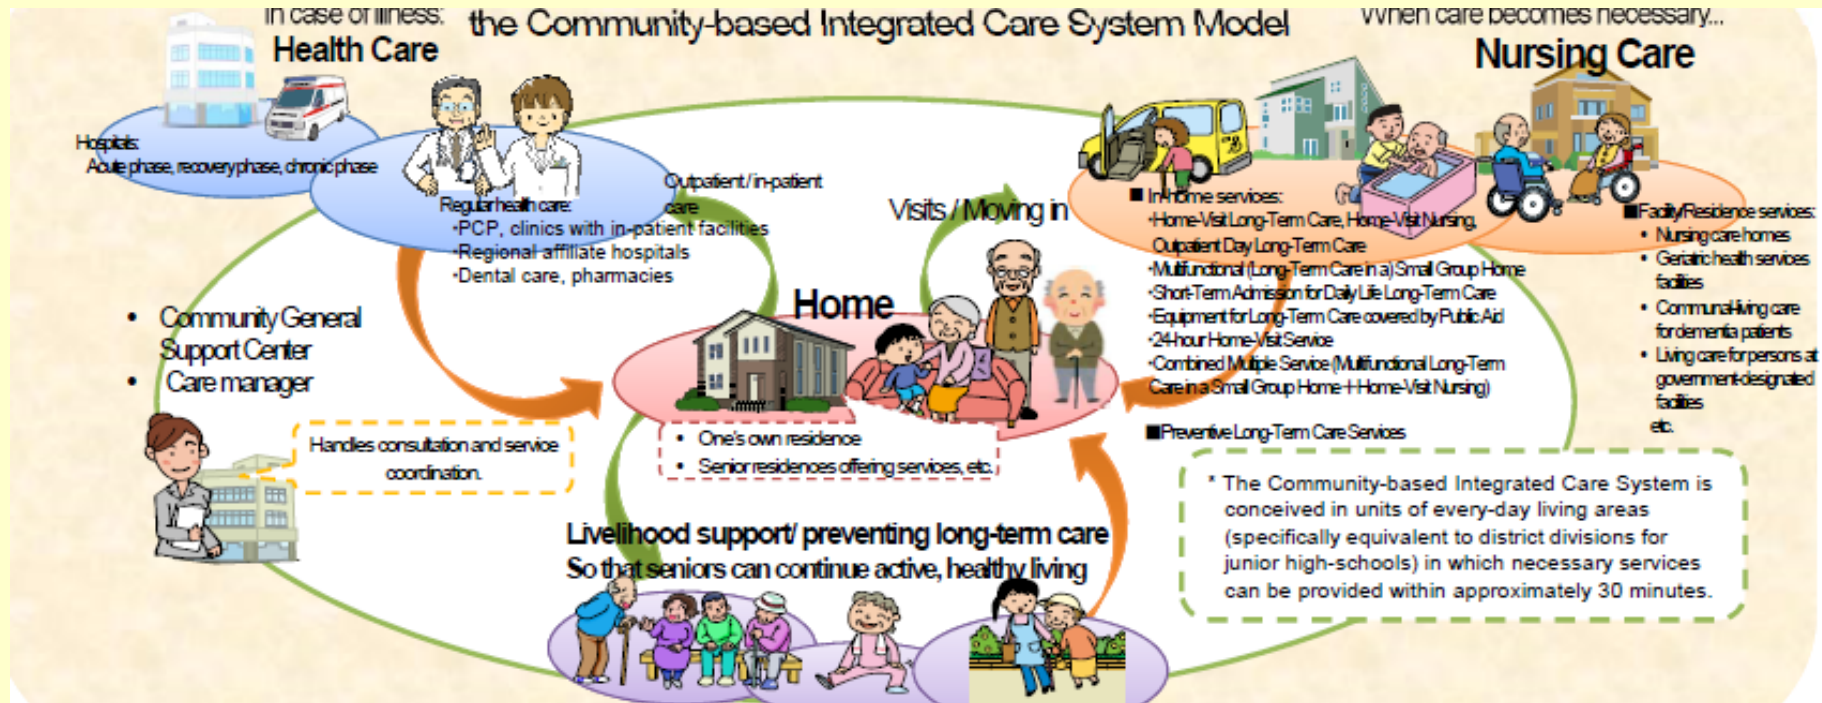 In case of illness:
Health Care
the Community-based Integrated Care System Model
When care becomes necessary...
Nursing Care
Hospitals:
Acute phase, recovery phase, chronic phase
Regular health care:
・PCP, clinics with in-patient facilities
・Regional affiliate hospitals
・Dental care, pharmacies
Outpatient / in-patient
care
Visits / Moving in
■ In-home services:
・Home-Visit Long-Term Care, Home-Visit Nursing,
Outpatient Day Long-Term Care
・Multifunctional (Long-Term Care in a) Small Group Home
・Short-Term Admission for Daily Life Long-Term Care
・Equipment for Long-Term Care covered by Public Aid
・24-hour Home-Visit Service
・Combined Multiple Service (Multifunctional Long-Term
Care in a Small Group Home++Home-Visit Nursing)
■Preventive Long-Term Care Services
■Facility/Residence services:
• Nursing care homes
• Geriatric health services
facilities
• Communal-living care
for dementia patients
• Living care for persons at
government-designated
facilities
etc.
• Community General
Support Center
• Care manager
Handles consultation and service
coordination.
Home
• One's own residence
• Senior residences offering services, etc.
Livelihood support/ preventing long-term care
So that seniors can continue active, healthy living
* The Community-based Integrated Care System is
conceived in units of every-day living areas
(specifically equivalent to district divisions for
junior high-schools) in which necessary services
can be provided within approximately 30 minutes.